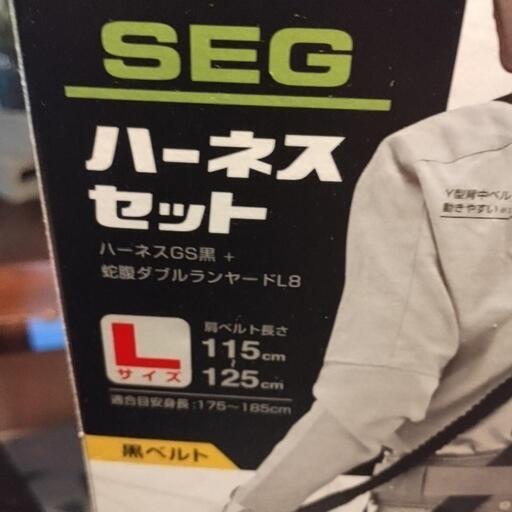 SEG
ハーネス
セット
ハーネスGS黒 +
蛇腹ダブルランヤードL8
L
サイズ
肩ベルト長さ
115cm
~
125cm
適合目安身長:175~185cm
黒ベルト
Y型背中ベル
動きやすい